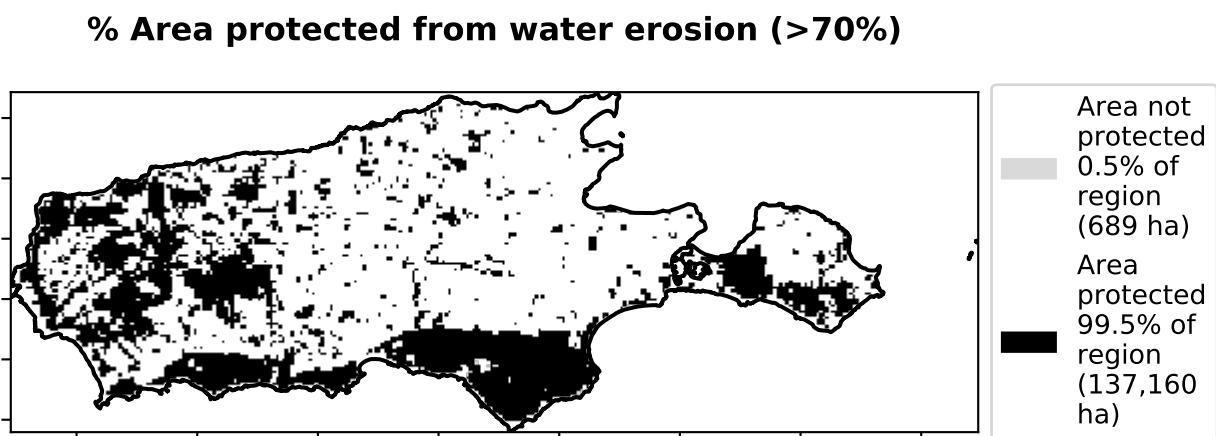 % Area protected from water erosion (>70%)
Area not
protected
0.5% of
region
(689 ha)
Area
protected
99.5% of
region
(137,160
ha)